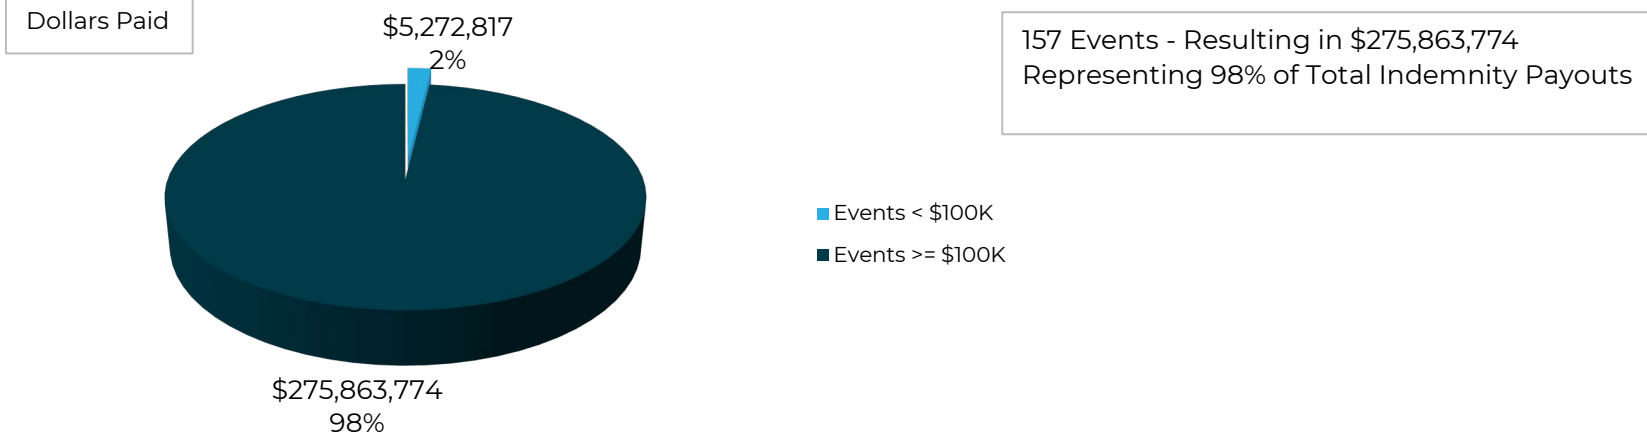 Dollars Paid
$5,272,817
2%
157 Events - Resulting in $275,863,774
Representing 98% of Total Indemnity Payouts
Events < $100K
Events >= $100K
$275,863,774
98%